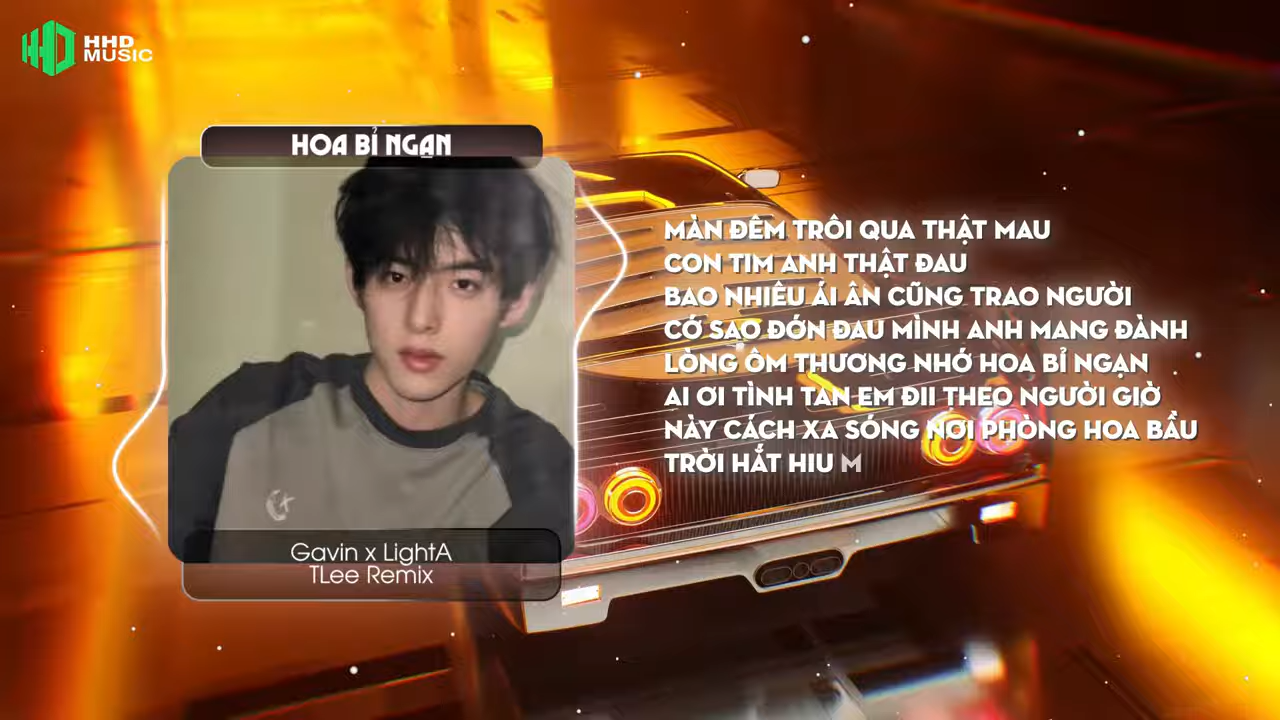 HHD
MUSIC
HOA BỈ NGẠN
MÀN ĐÊM TRÔI QUA THẬT MAU
CON TIM ANH THẬT ĐAU
BAO NHIÊU ÁI ÂN CŨNG TRAO NGƯỜI
CỚ SẠO ĐỚN ĐAU MÌNH ANH MANG ĐÀNH
LÒNG ÔM THƯƠNG NHỚ HOA BỈ NGẠN
AI ƠI TÌNH TAN EM ĐII THEO NGƯỜI GIỜ
NÀY CÁCH XA SÓNG NƠI PHÒNG HOA BẦU
TRỜI HẮT HIU M
Gavin x LightA
TLee Remix